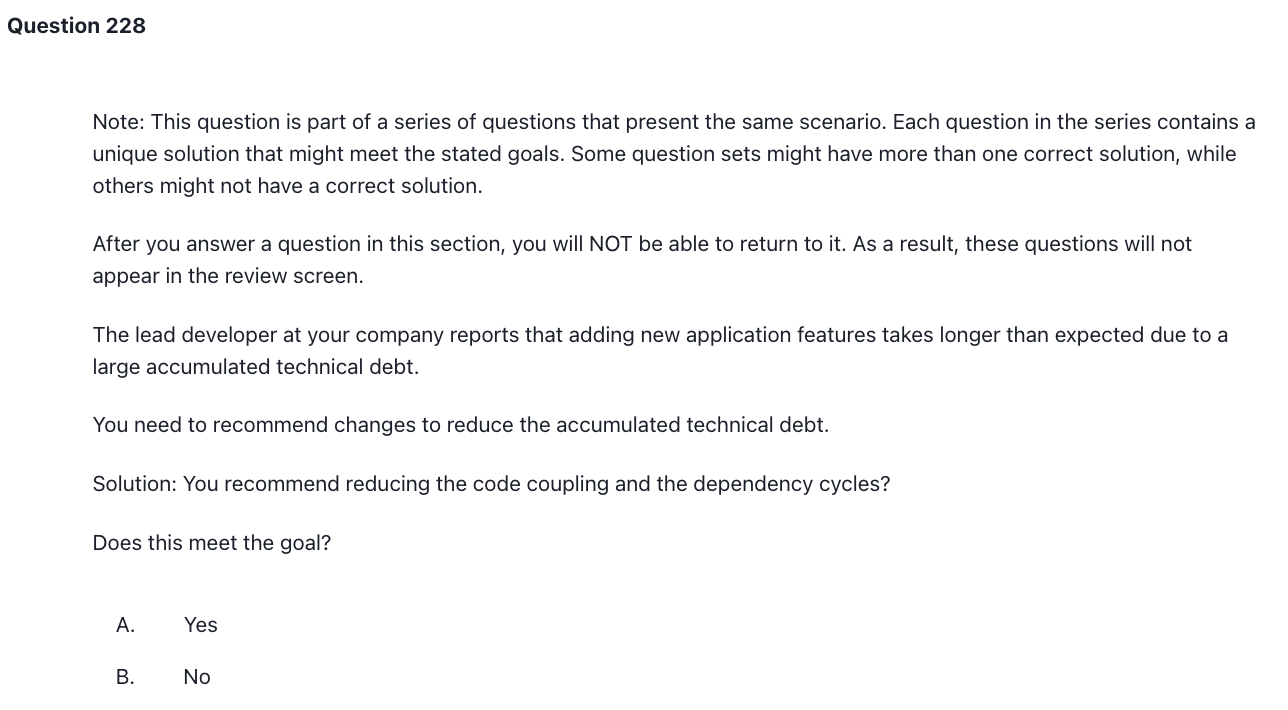 Question 228
Note: This question is part of a series of questions that present the same scenario. Each question in the series contains a
unique solution that might meet the stated goals. Some question sets might have more than one correct solution, while
others might not have a correct solution.
After you answer a question in this section, you will NOT be able to return to it. As a result, these questions will not
appear in the review screen.
The lead developer at your company reports that adding new application features takes longer than expected due to a
large accumulated technical debt.
You need to recommend changes to reduce the accumulated technical debt.
Solution: You recommend reducing the code coupling and the dependency cycles?
Does this meet the goal?
A. Yes
B. No